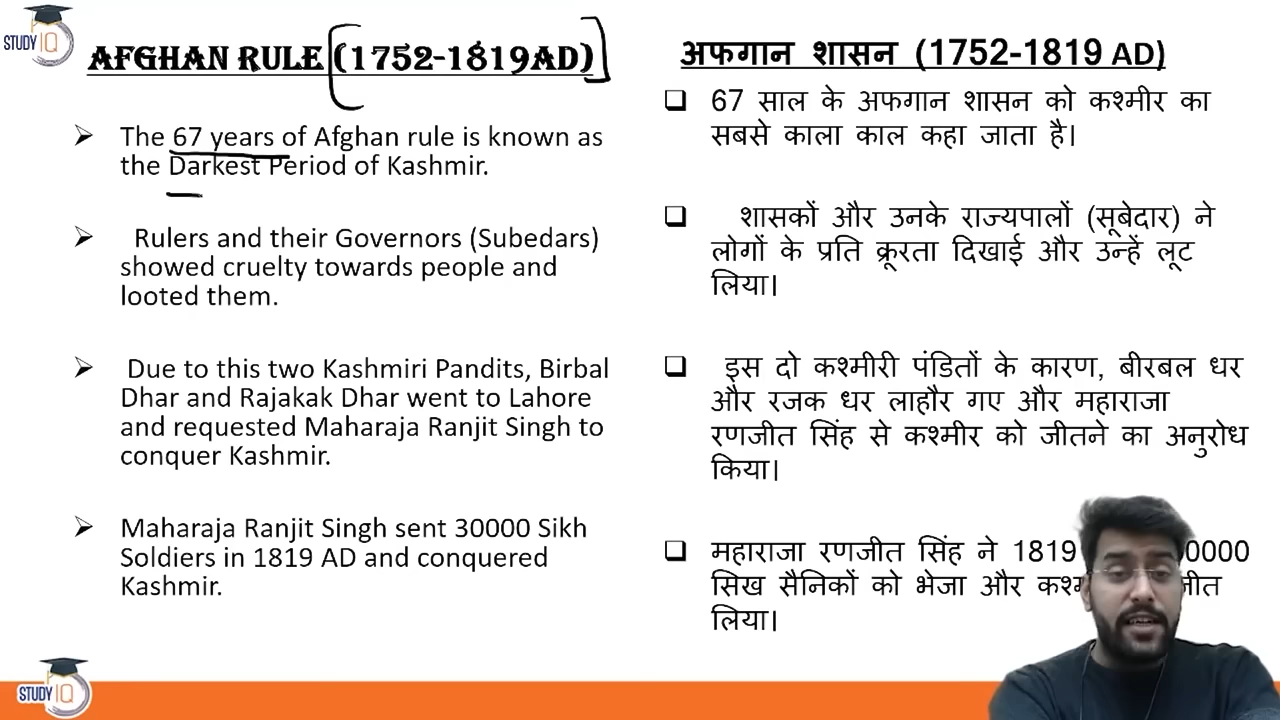 STUDY IQ
AFGHAN RULE (1752-1819AD)
The 67 years of Afghan rule is known as
the Darkest Period of Kashmir.
Rulers and their Governors (Subedars)
showed cruelty towards people and
looted them.
Due to this two Kashmiri Pandits, Birbal
Dhar and Rajakak Dhar went to Lahore
and requested Maharaja Ranjit Singh to
conquer Kashmir.
Maharaja Ranjit Singh sent 30000 Sikh
Soldiers in 1819 AD and conquered
Kashmir.
अफगान शासन (1752-1819 AD)
67 साल के अफगान शासन को कश्मीर का
सबसे काला काल कहा जाता है।
शासकों और उनके राज्यपालों (सूबेदार) ने
लोगों के प्रति क्रूरता दिखाई और उन्हें लूट
लिया।
इस दो कश्मीरी पंडितों के कारण, बीरबल धर
और रजक धर लाहौर गए और महाराजा
रणजीत सिंह से कश्मीर को जीतने का अनुरोध
किया।
महाराजा रणजीत सिंह ने 1819
सिख सैनिकों को भेजा और
लिया।
STUDY IQ